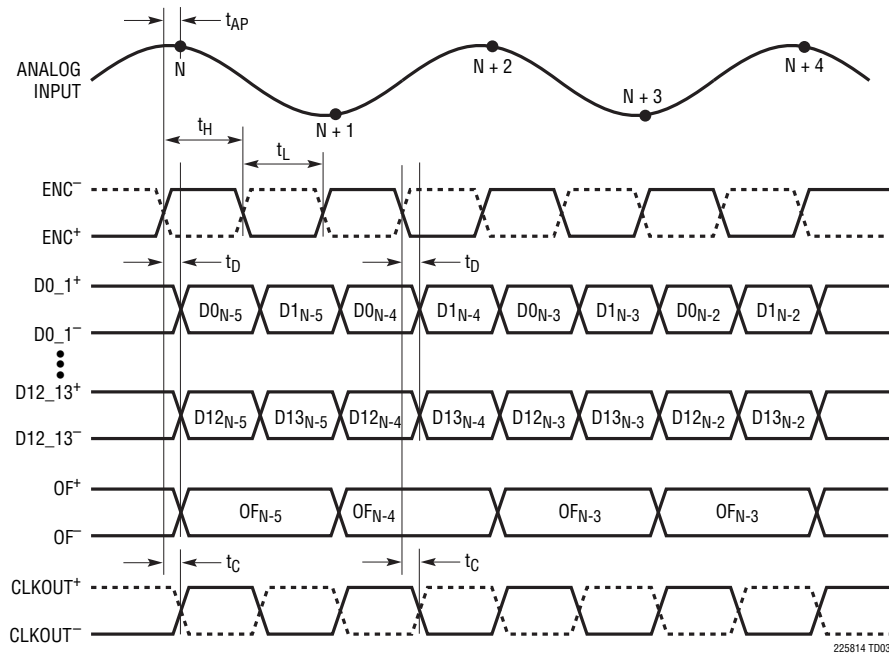 t_AP
ANALOG
INPUT
N
N + 1
N + 2
N + 3
N + 4
t_H
t_L
ENC⁻
ENC⁺
t_D
t_D
D0_1⁺
D0_N-5 D1_N-5 D0_N-4 D1_N-4 D0_N-3 D1_N-3 D0_N-2 D1_N-2
D0_1⁻
D12_13⁺
D12_N-5 D13_N-5 D12_N-4 D13_N-4 D12_N-3 D13_N-3 D12_N-2 D13_N-2
D12_13⁻
OF⁺
OF_N-5 OF_N-4 OF_N-3 OF_N-3
OF⁻
t_C
t_C
CLKOUT⁺
CLKOUT⁻
225814 TD03